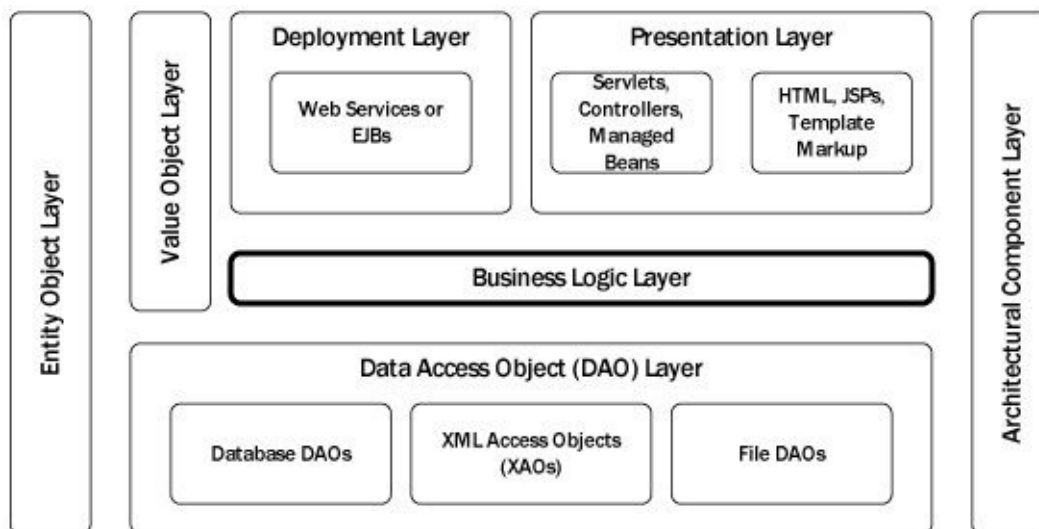 Entity Object Layer
Value Object Layer
Deployment Layer
Web Services or
EJBs
Presentation Layer
Servlets,
Controllers,
Managed
Beans
HTML, JSPs,
Template
Markup
Business Logic Layer
Data Access Object (DAO) Layer
Database DAOs
XML Access Objects
(XAOs)
File DAOs
Architectural Component Layer